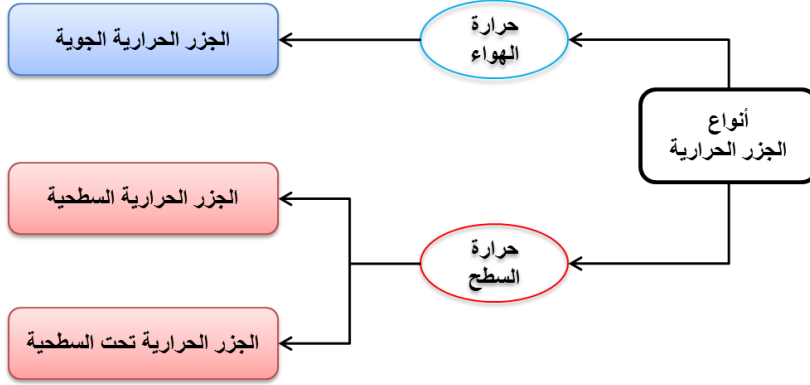 أنواع
الجزر الحرارية
حرارة
الهواء
الجزر الحرارية الجوية
حرارة
السطح
الجزر الحرارية السطحية
الجزر الحرارية تحت السطحية